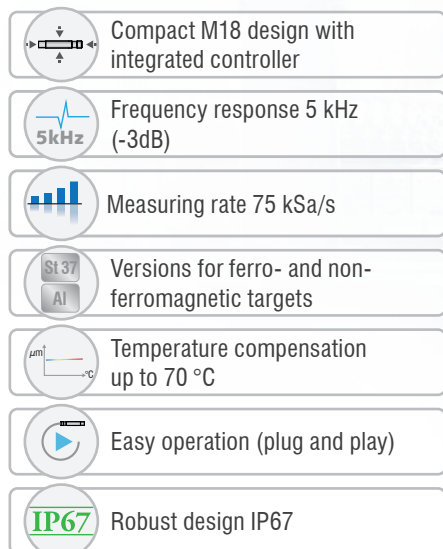 Compact M18 design with
integrated controller
5kHz
Frequency response 5 kHz
(-3dB)
Measuring rate 75 kSa/s
St 37
Al
Versions for ferro- and non-
ferromagnetic targets
µm
°C
Temperature compensation
up to 70 °C
Easy operation (plug and play)
IP67
Robust design IP67